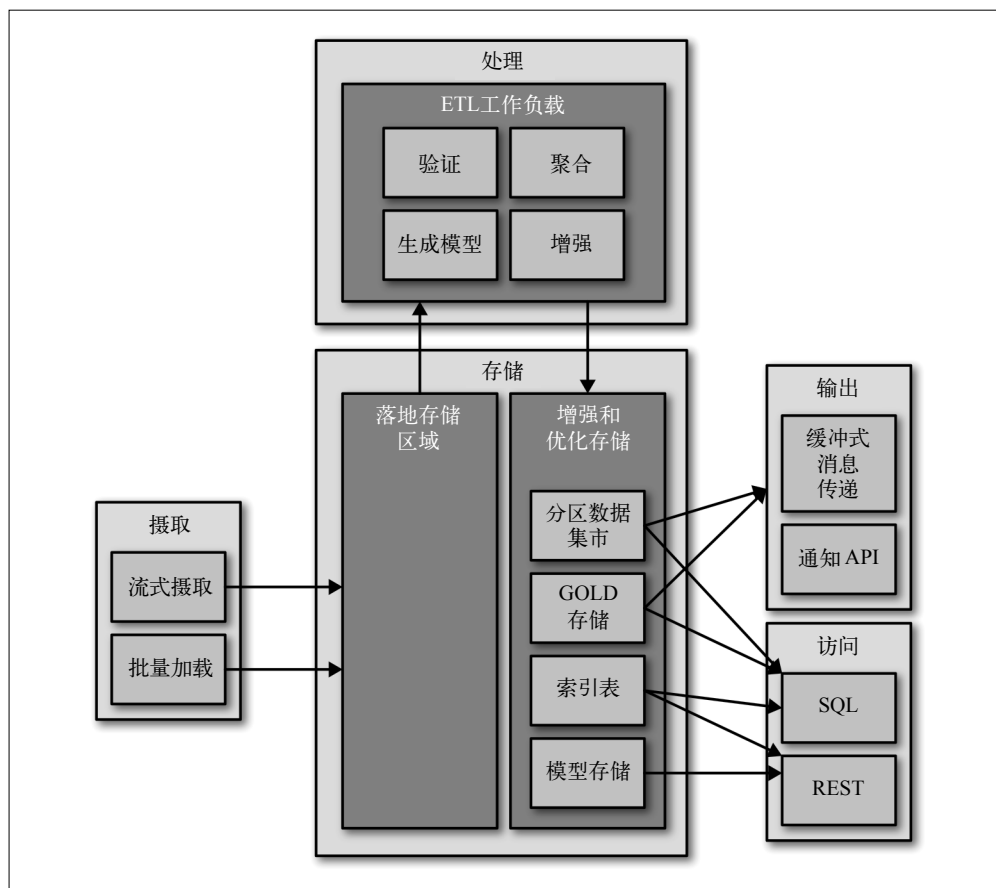 处理
ETL工作负载
验证
聚合
生成模型
增强
存储
落地存储
区域
增强和
优化存储
分区数据
集市
GOLD
存储
索引表
模型存储
摄取
流式摄取
批量加载
输出
缓冲式
消息
传递
通知 API
访问
SQL
REST